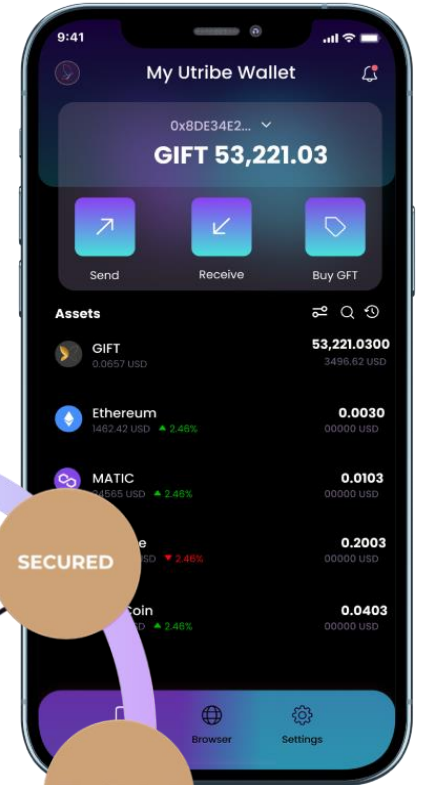 9:41
My Utribe Wallet
0x8DE34E2...
GIFT 53,221.03
Send Receive Buy GFT
Assets
GIFT 53,221.0300
0.0657 USD 3496,62 USD
Ethereum 0.0030
1462.42 USD 2.46% 00000 USD
MATIC 0.0103
4565 USD 2.46% 00000 USD
e 0.2003
SD 2.46% 00000 USD
SECURED
Coin 0.0403
D 2.46% 00000 USD
Browser Settings